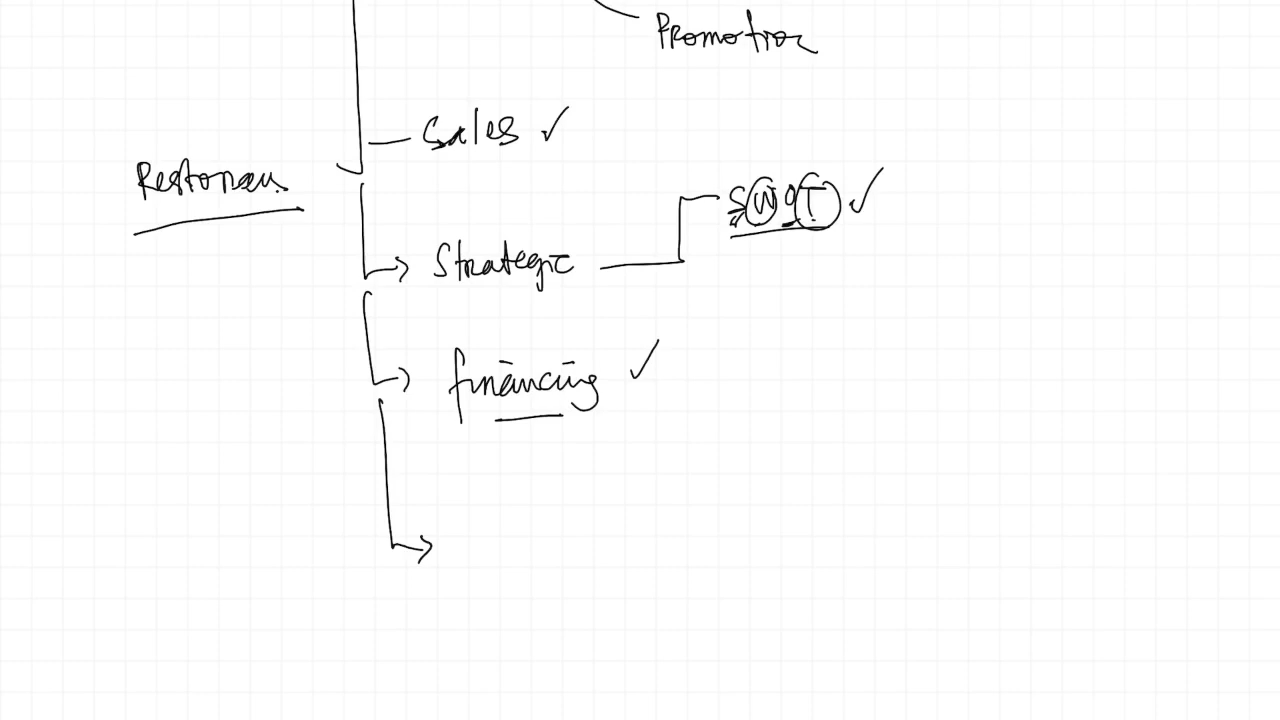 Promotion
Sales ✓
Restoran
SWOT ✓
Strategic
financing ✓